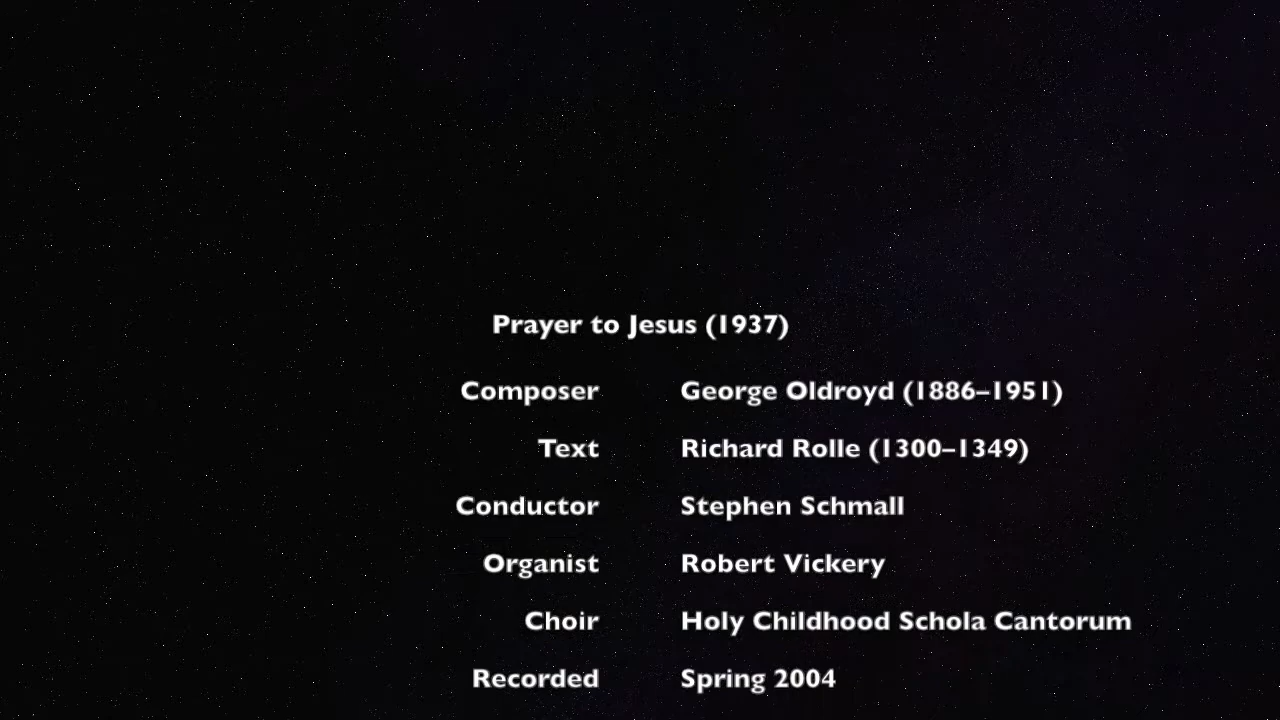 Prayer to Jesus (1937)
Composer George Oldroyd (1886–1951)
Text Richard Rolle (1300–1349)
Conductor Stephen Schmall
Organist Robert Vickery
Choir Holy Childhood Schola Cantorum
Recorded Spring 2004